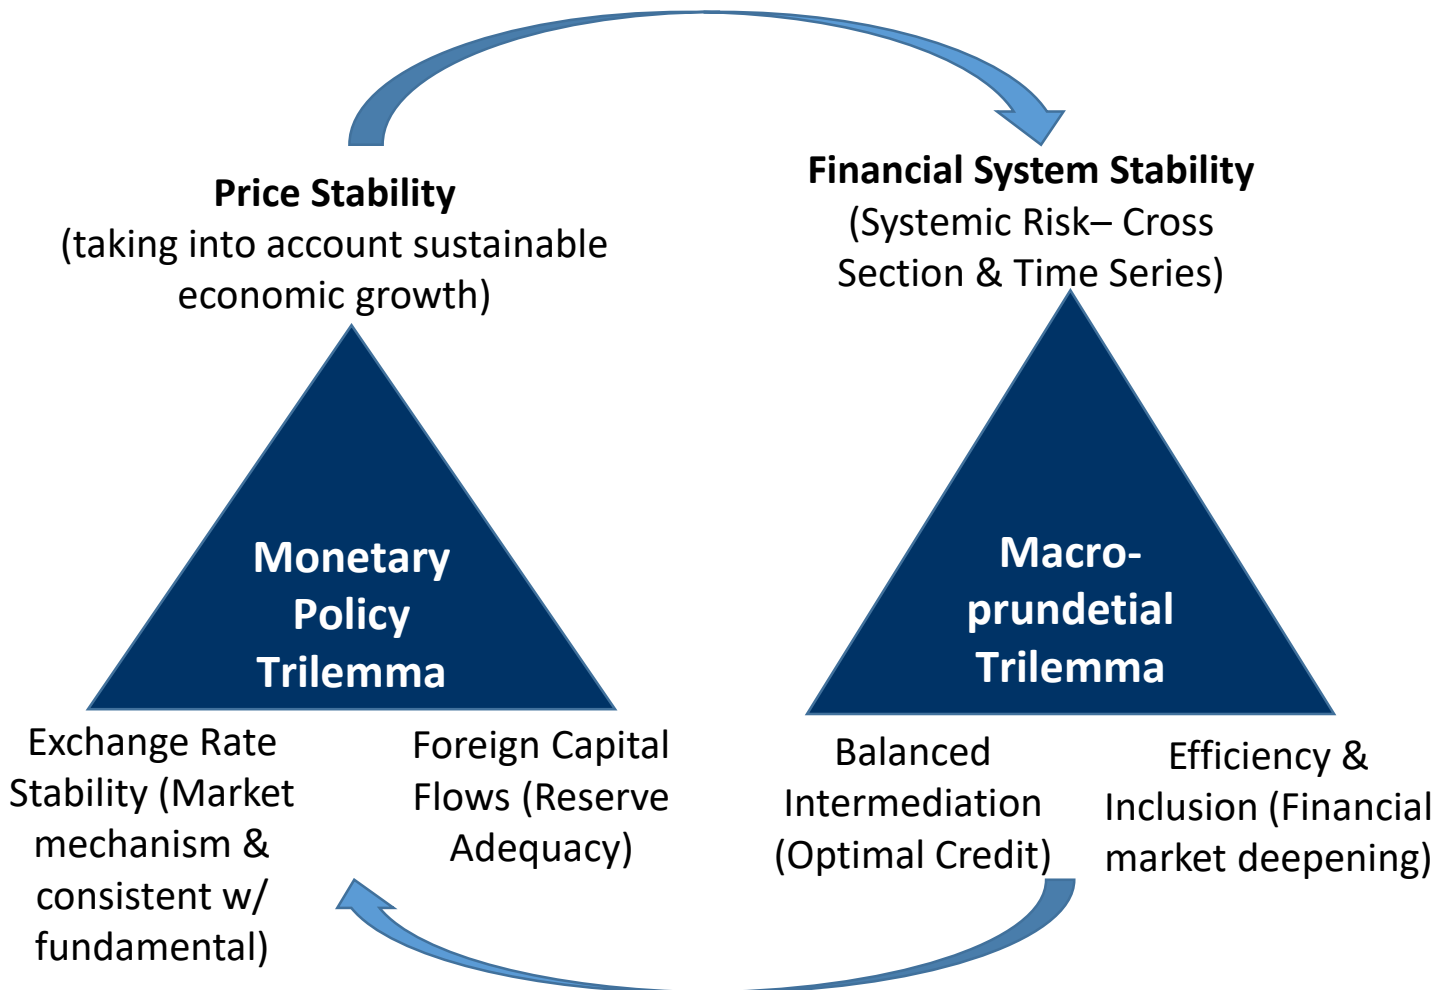 Price Stability
(taking into account sustainable
economic growth)
Financial System Stability
(Systemic Risk– Cross
Section & Time Series)
Monetary
Policy
Trilemma
Macro-
prundetial
Trilemma
Exchange Rate
Stability (Market
mechanism &
consistent w/
fundamental)
Foreign Capital
Flows (Reserve
Adequacy)
Balanced
Intermediation
(Optimal Credit)
Efficiency &
Inclusion (Financial
market deepening)